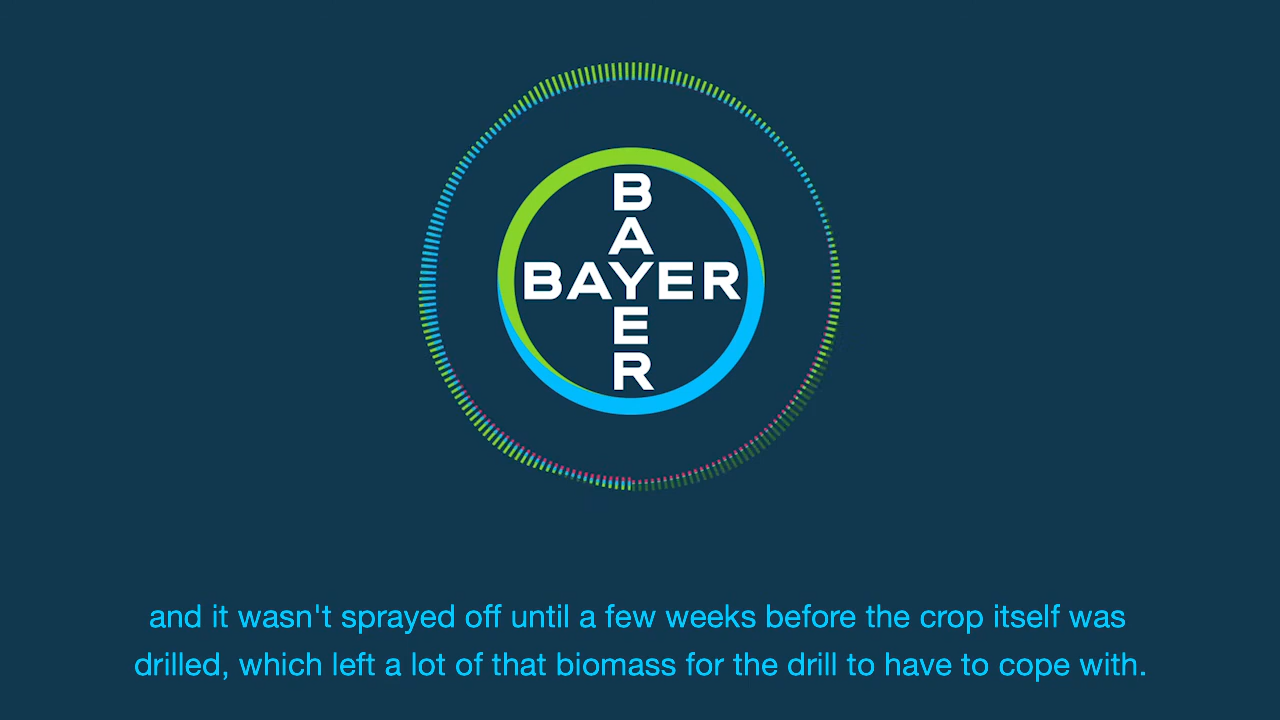 B
A
BAYER
E
R
and it wasn't sprayed off until a few weeks before the crop itself was
drilled, which left a lot of that biomass for the drill to have to cope with.